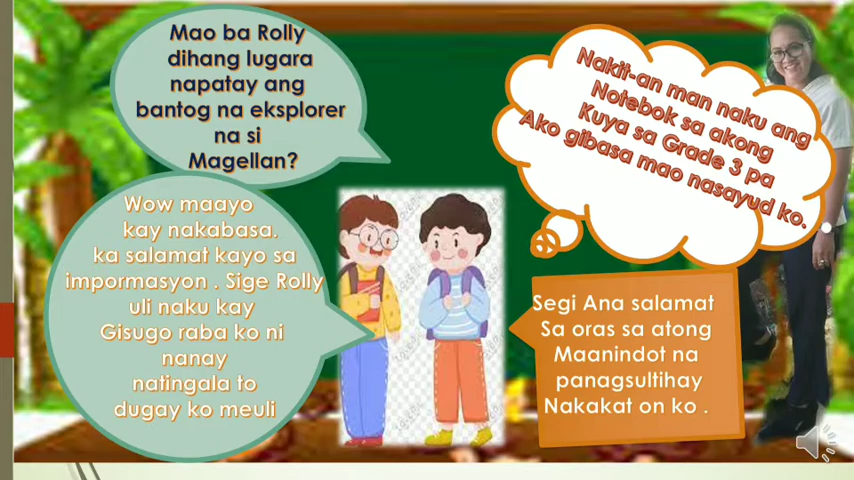 Mao ba Rolly
dihang lugara
napatay ang
bantog na eksplorer
na si
Magellan?
Nakit-an man naku ang
Notebok sa akong
Kuya sa Grade 3 pa
Ako gibasa mao nasayud ko.
Wow maayo
kay nakabasa.
ka salamat kayo sa
impormasyon . Sige Rolly
uli naku kay
Gisugo raba ko ni
nanay
natingala to
dugay ko meuli
Segi Ana salamat
Sa oras sa atong
Maanindot na
panagsultihay
Nakakat on ko .